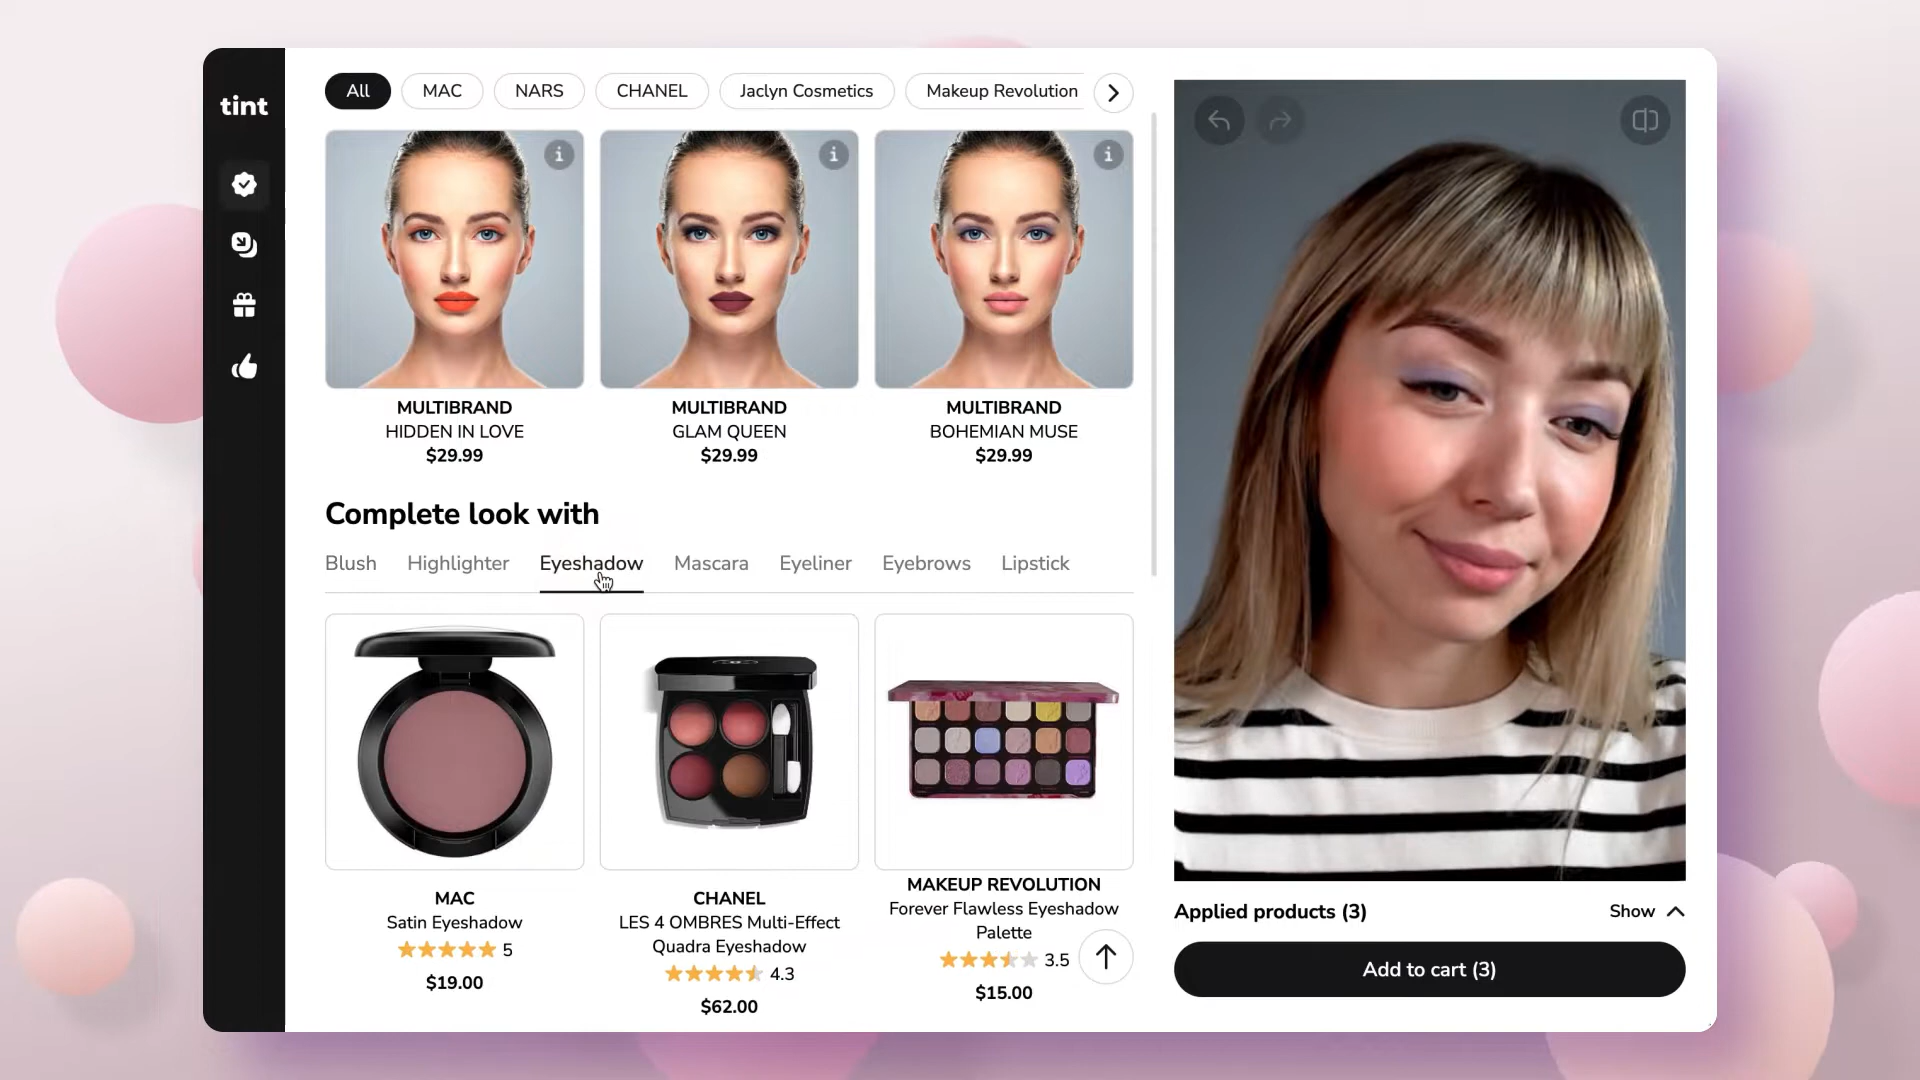 tint
All
MAC
NARS
CHANEL
Jaclyn Cosmetics
Makeup Revolution
MULTIBRAND
HIDDEN IN LOVE
$29.99
MULTIBRAND
GLAM QUEEN
$29.99
MULTIBRAND
BOHEMIAN MUSE
$29.99
Complete look with
Blush
Highlighter
Eyeshadow
Mascara
Eyeliner
Eyebrows
Lipstick
MAC
Satin Eyeshadow
5
$19.00
CHANEL
LES 4 OMBRES Multi-Effect
Quadra Eyeshadow
4.3
$62.00
MAKEUP REVOLUTION
Forever Flawless Eyeshadow
Palette
3.5
$15.00
Applied products (3)
Show
Add to cart (3)